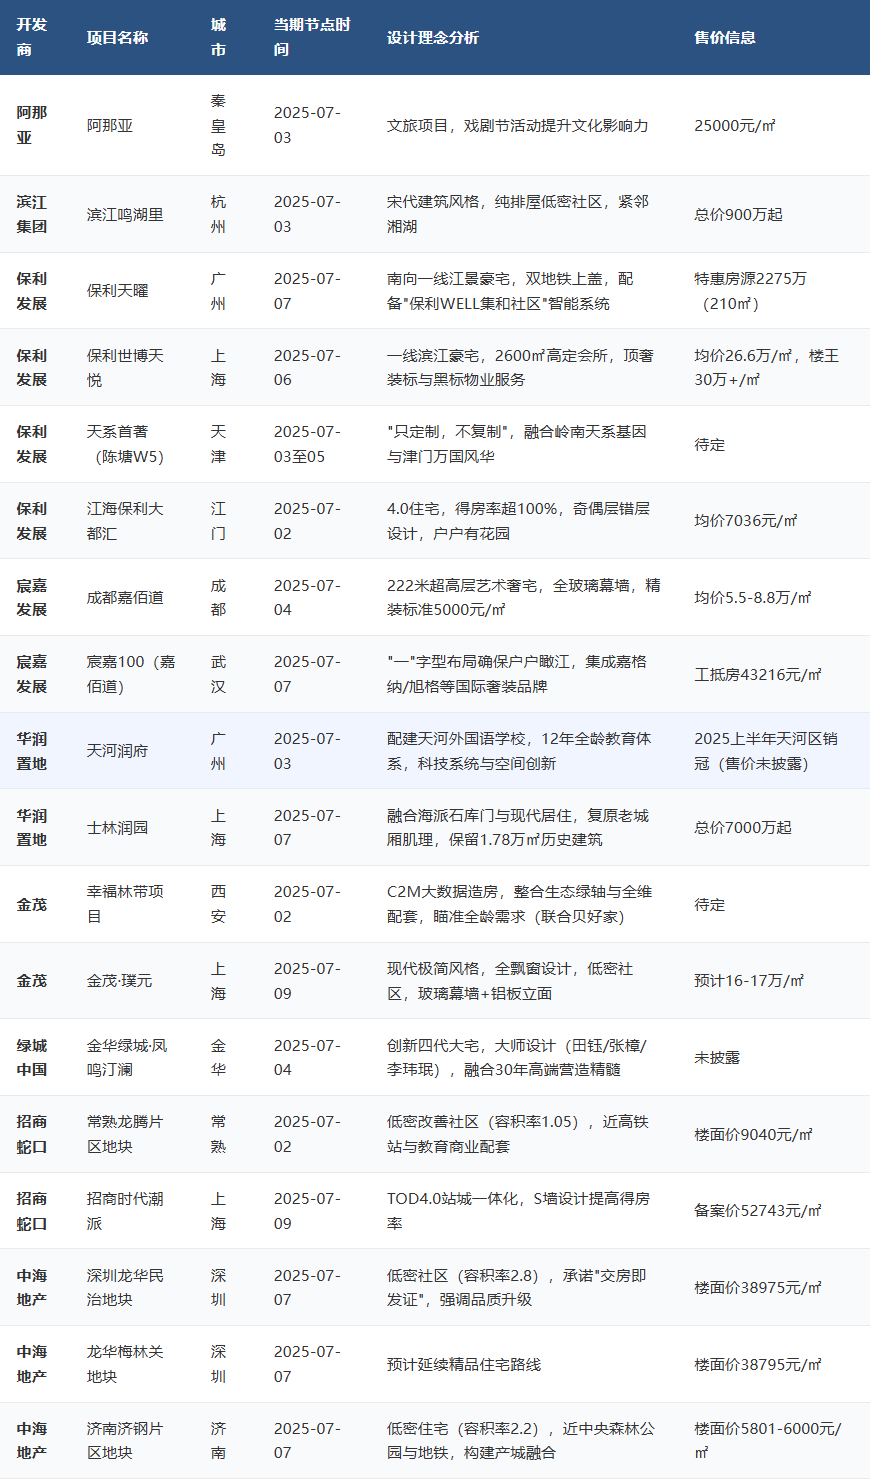 开发商 项目名称 城市 当期节点时间 设计理念分析 售价信息
阿那亚 阿那亚 秦皇岛 2025-07-03 文旅项目，戏剧节活动提升文化影响力 25000元/㎡
滨江集团 滨江鸣湖里 杭州 2025-07-03 宋代建筑风格，纯排屋低密社区，紧邻湘湖 总价900万起
保利发展 保利天曜 广州 2025-07-07 南向一线江景豪宅，双地铁上盖，配备"保利WELL集和社区"智能系统 特惠房源2275万（210㎡）
保利发展 保利世博天悦 上海 2025-07-06 一线滨江豪宅，2600㎡高定会所，顶奢装标与黑标物业服务 均价26.6万/㎡，楼王30万+/㎡
保利发展 天系首著（陈塘W5） 天津 2025-07-03至05 "只定制，不复制"，融合岭南天系基因与津门万国风华 待定
保利发展 江海保利大都汇 江门 2025-07-02 4.0住宅，得房率超100%，奇偶层错层设计，户户有花园 均价7036元/㎡
宸嘉发展 成都嘉佰道 成都 2025-07-04 222米超高层艺术奢宅，全玻璃幕墙，精装标准5000元/㎡ 均价5.5-8.8万/㎡
宸嘉发展 宸嘉100（嘉佰道） 武汉 2025-07-07 "一"字型布局确保户户瞰江，集成嘉格纳/旭格等国际奢装品牌 工抵房43216元/㎡
华润置地 天河润府 广州 2025-07-03 配建天河外国语学校，12年全龄教育体系，科技系统与空间创新 2025上半年天河区销冠（售价未披露）
华润置地 士林润园 上海 2025-07-07 融合海派石库门与现代居住，复原老城厢肌理，保留1.78万㎡历史建筑 总价7000万起
金茂 幸福林带项目 西安 2025-07-02 C2M大数据造房，整合生态绿轴与全维配套，瞄准全龄需求（联合贝好家） 待定
金茂 金茂·璞元 上海 2025-07-09 现代极简风格，全飘窗设计，低密社区，玻璃幕墙+铝板立面 预计16-17万/㎡
绿城中国 金华绿城·凤鸣汀澜 金华 2025-07-04 创新四代大宅，大师设计（田钰/张樟/李玮珉），融合30年高端营造精髓 未披露
招商蛇口 常熟龙腾片区地块 常熟 2025-07-02 低密改善社区（容积率1.05），近高铁站与教育商业配套 楼面价9040元/㎡
招商蛇口 招商时代潮派 上海 2025-07-09 TOD4.0站城一体化，S墙设计提高得房率 备案价52743元/㎡
中海地产 深圳龙华民治地块 深圳 2025-07-07 低密社区（容积率2.8），承诺"交房即发证"，强调品质升级 楼面价38975元/㎡
中海地产 龙华梅林关地块 深圳 2025-07-07 预计延续精品住宅路线 楼面价38795元/㎡
中海地产 济南济钢片区地块 济南 2025-07-07 低密住宅（容积率2.2），近中央森林公园与地铁，构建产城融合 楼面价5801-6000元/㎡